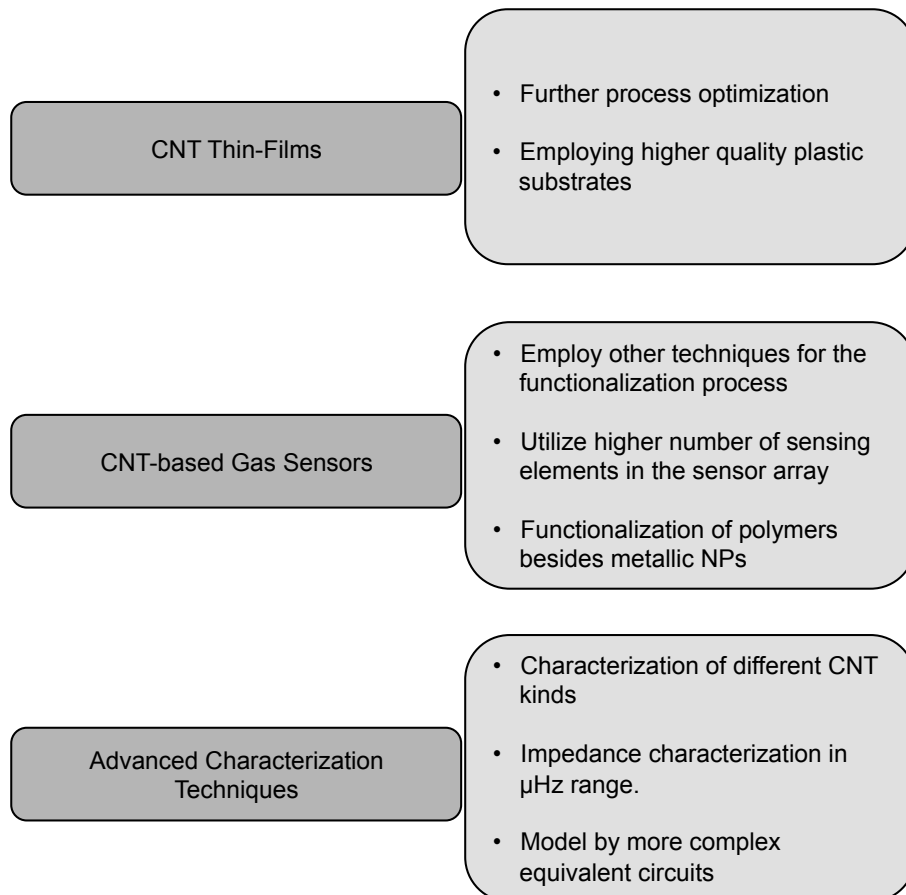 CNT Thin-Films
• Further process optimization
• Employing higher quality plastic
substrates
CNT-based Gas Sensors
• Employ other techniques for the
functionalization process
• Utilize higher number of sensing
elements in the sensor array
• Functionalization of polymers
besides metallic NPs
Advanced Characterization
Techniques
• Characterization of different CNT
kinds
• Impedance characterization in
μHz range.
• Model by more complex
equivalent circuits